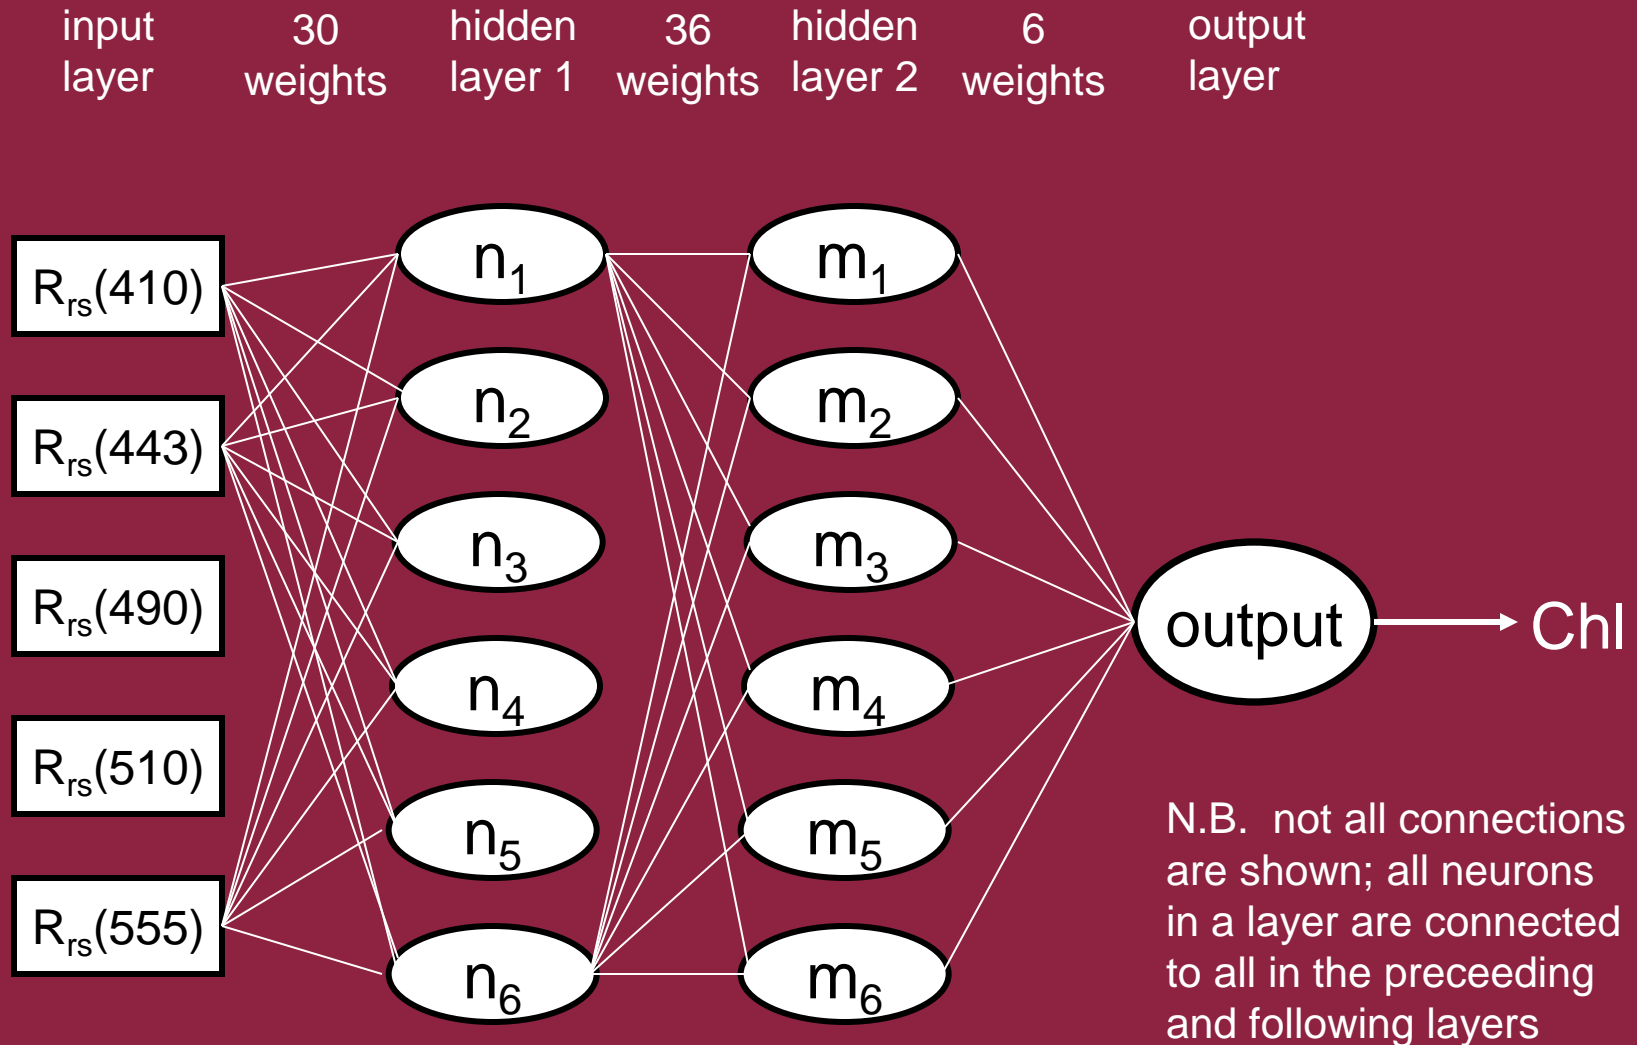 input layer
30 weights
hidden layer 1
36 weights
hidden layer 2
6 weights
output layer
Rrs(410)
Rrs(443)
Rrs(490)
Rrs(510)
Rrs(555)
n1
n2
n3
n4
n5
n6
m1
m2
m3
m4
m5
m6
output
Chl
N.B. not all connections
are shown; all neurons
in a layer are connected
to all in the preceeding
and following layers